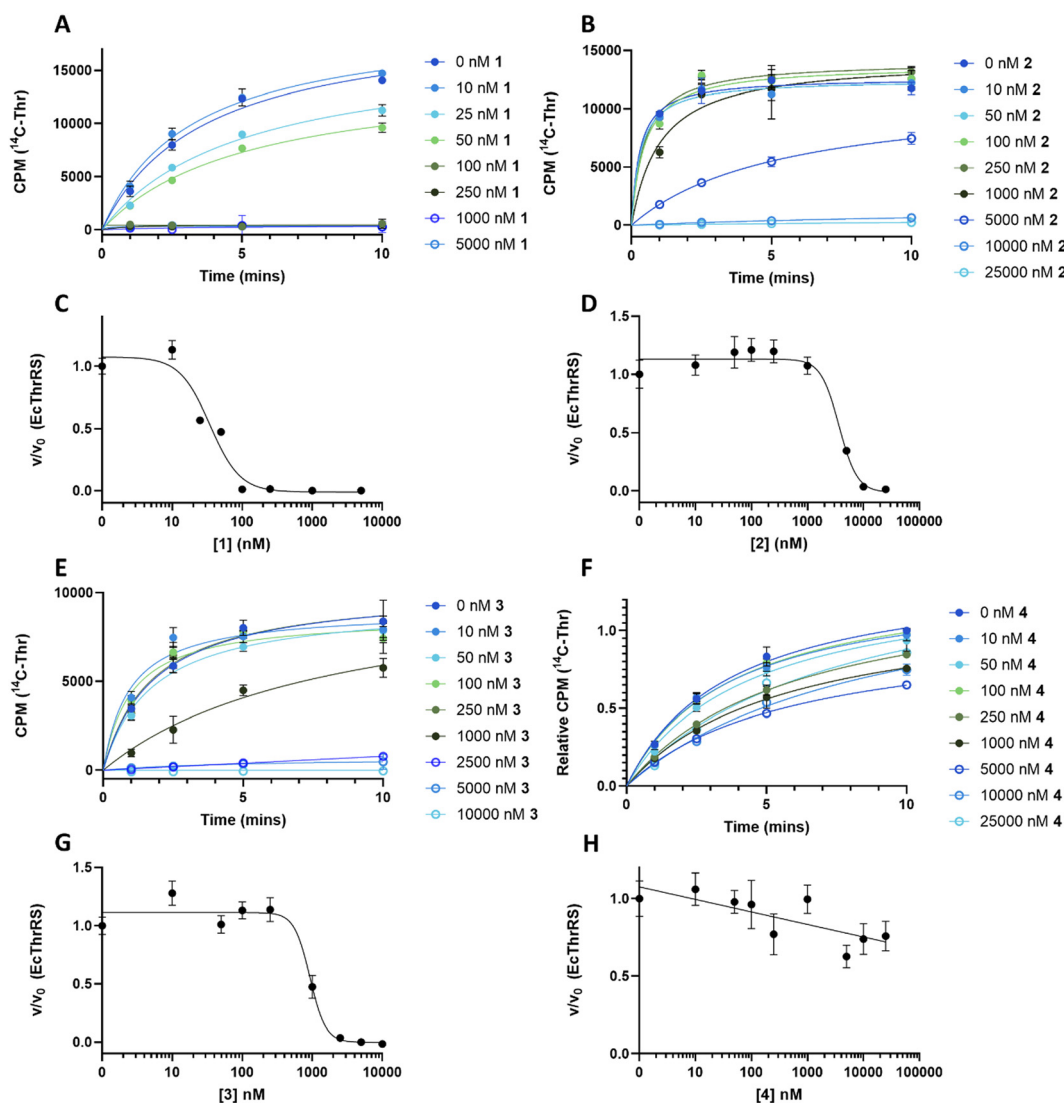 A
CPM (¹⁴C-Thr)
15000
10000
5000
0
0
5
10
Time (mins)
0 nM 1
10 nM 1
25 nM 1
50 nM 1
100 nM 1
250 nM 1
1000 nM 1
5000 nM 1
B
CPM (¹⁴C-Thr)
15000
10000
5000
0
0
5
10
Time (mins)
0 nM 2
10 nM 2
50 nM 2
100 nM 2
250 nM 2
1000 nM 2
5000 nM 2
10000 nM 2
25000 nM 2
C
v/v₀ (EcThrRS)
1.0
0.5
0.0
0
10
100
1000
10000
[1] (nM)
D
v/v₀ (EcThrRS)
1.5
1.0
0.5
0.0
0
10
100
1000
10000
100000
[2] (nM)
E
CPM (¹⁴C-Thr)
10000
5000
0
0
5
10
Time (mins)
0 nM 3
10 nM 3
50 nM 3
100 nM 3
250 nM 3
1000 nM 3
2500 nM 3
5000 nM 3
10000 nM 3
F
Relative CPM (¹⁴C-Thr)
1.0
0.5
0.0
0
5
10
Time (mins)
0 nM 4
10 nM 4
50 nM 4
100 nM 4
250 nM 4
1000 nM 4
5000 nM 4
10000 nM 4
25000 nM 4
G
v/v₀ (EcThrRS)
1.5
1.0
0.5
0.0
0
10
100
1000
10000
[3] nM
H
v/v₀ (EcThrRS)
1.0
0.5
0.0
0
10
100
1000
10000
100000
[4] nM